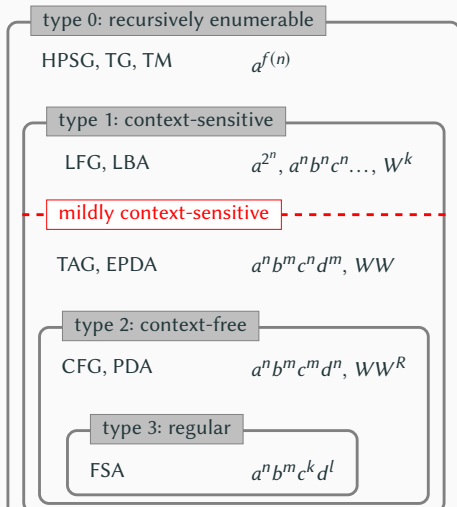 type 0: recursively enumerable
HPSG, TG, TM a^{f(n)}
type 1: context-sensitive
LFG, LBA a^{2^n}, a^n b^n c^n ..., W^k
mildly context-sensitive
TAG, EPDA a^n b^m c^n d^m, WW
type 2: context-free
CFG, PDA a^n b^m c^m d^n, WW^R
type 3: regular
FSA a^n b^m c^k d^l